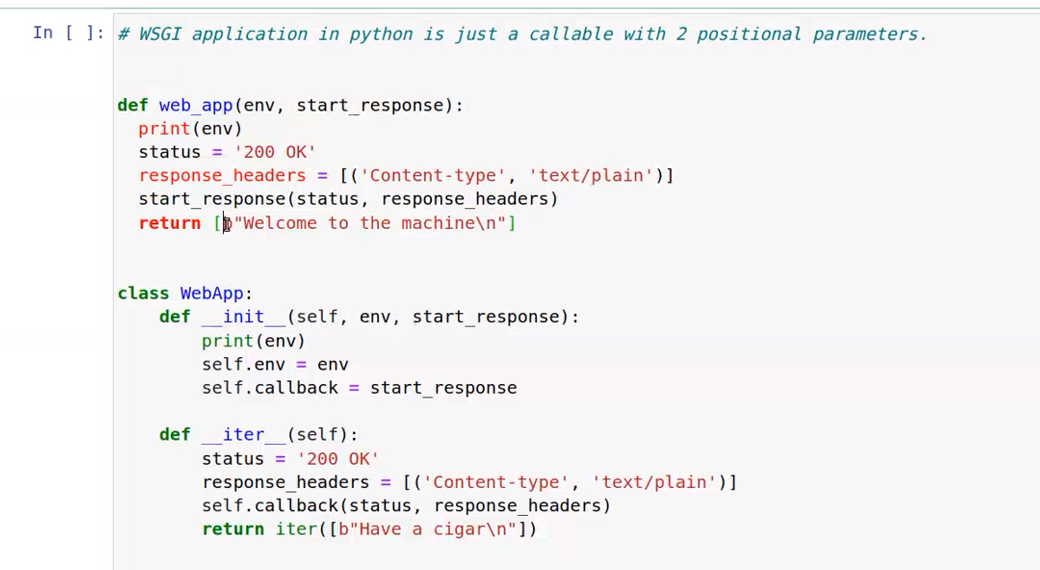 In [ ]:
# WSGI application in python is just a callable with 2 positional parameters.
def web_app(env, start_response):
print(env)
status = '200 OK'
response_headers = [('Content-type', 'text/plain')]
start_response(status, response_headers)
return [b"Welcome to the machine\n"]
class WebApp:
def __init__(self, env, start_response):
print(env)
self.env = env
self.callback = start_response
def __iter__(self):
status = '200 OK'
response_headers = [('Content-type', 'text/plain')]
self.callback(status, response_headers)
return iter([b"Have a cigar\n"])